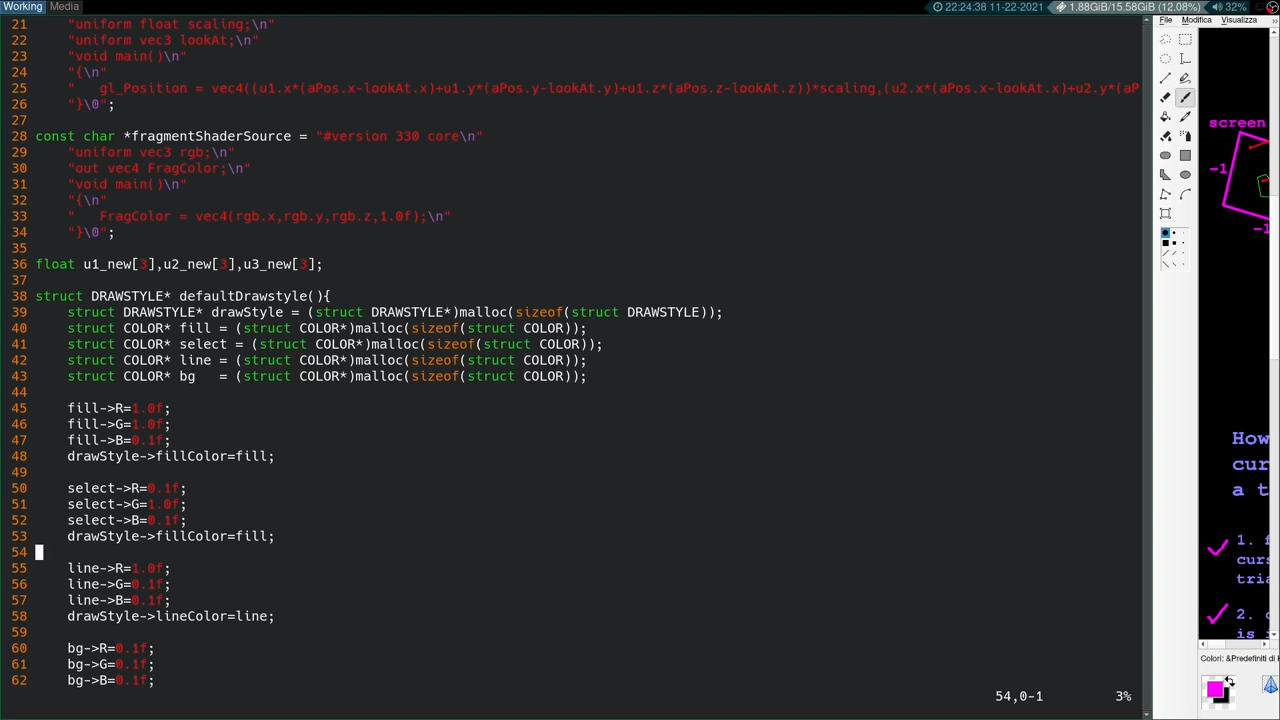 Working Media
22:24:38 11-22-2021 1.88GiB/15.58GiB (12.08%) 32%
21     "uniform float scaling;\n"
22     "uniform vec3 lookAt;\n"
23     "void main()\n"
24     "{\n"
25     "   gl_Position = vec4((u1.x*(aPos.x-lookAt.x)+u1.y*(aPos.y-lookAt.y)+u1.z*(aPos.z-lookAt.z))*scaling,(u2.x*(aPos.x-lookAt.x)+u2.y*(aP
26     "}\0";
27
28 const char *fragmentShaderSource = "#version 330 core\n"
29     "uniform vec3 rgb;\n"
30     "out vec4 FragColor;\n"
31     "void main()\n"
32     "{\n"
33     "   FragColor = vec4(rgb.x,rgb.y,rgb.z,1.0f);\n"
34     "}\0";
35
36 float u1_new[3],u2_new[3],u3_new[3];
37
38 struct DRAWSTYLE* defaultDrawstyle(){
39     struct DRAWSTYLE* drawStyle = (struct DRAWSTYLE*)malloc(sizeof(struct DRAWSTYLE));
40     struct COLOR* fill = (struct COLOR*)malloc(sizeof(struct COLOR));
41     struct COLOR* select = (struct COLOR*)malloc(sizeof(struct COLOR));
42     struct COLOR* line = (struct COLOR*)malloc(sizeof(struct COLOR));
43     struct COLOR* bg   = (struct COLOR*)malloc(sizeof(struct COLOR));
44
45     fill->R=1.0f;
46     fill->G=1.0f;
47     fill->B=0.1f;
48     drawStyle->fillColor=fill;
49
50     select->R=0.1f;
51     select->G=1.0f;
52     select->B=0.1f;
53     drawStyle->fillColor=fill;
54
55     line->R=1.0f;
56     line->G=0.1f;
57     line->B=0.1f;
58     drawStyle->lineColor=line;
59
60     bg->R=0.1f;
61     bg->G=0.1f;
62     bg->B=0.1f;
54,0-1 3%
File Modifica Visualizza »
screen
-1
-1
How
cur
a t
1. f
curs
tria
2. c
is i
Colori: &Predefiniti di